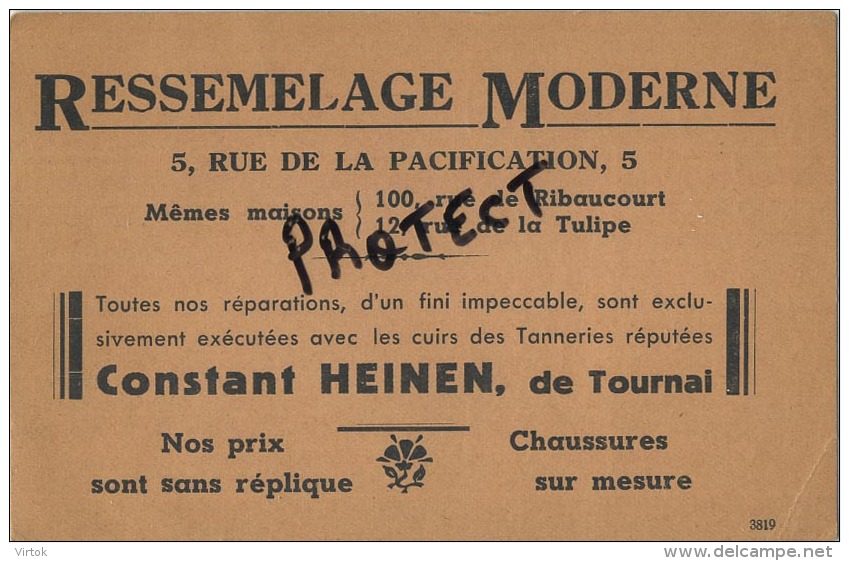 RESSEMELAGE MODERNE
5, RUE DE LA PACIFICATION, 5
Mêmes maisons { 100, rue de Ribaucourt
12, rue de la Tulipe
PROTECT
Toutes nos réparations, d'un fini impeccable, sont exclu-
sivement exécutées avec les cuirs des Tanneries réputées
Constant HEINEN, de Tournai
Nos prix
sont sans réplique
Chaussures
sur mesure
3819
Virtok
www.delcampe.net